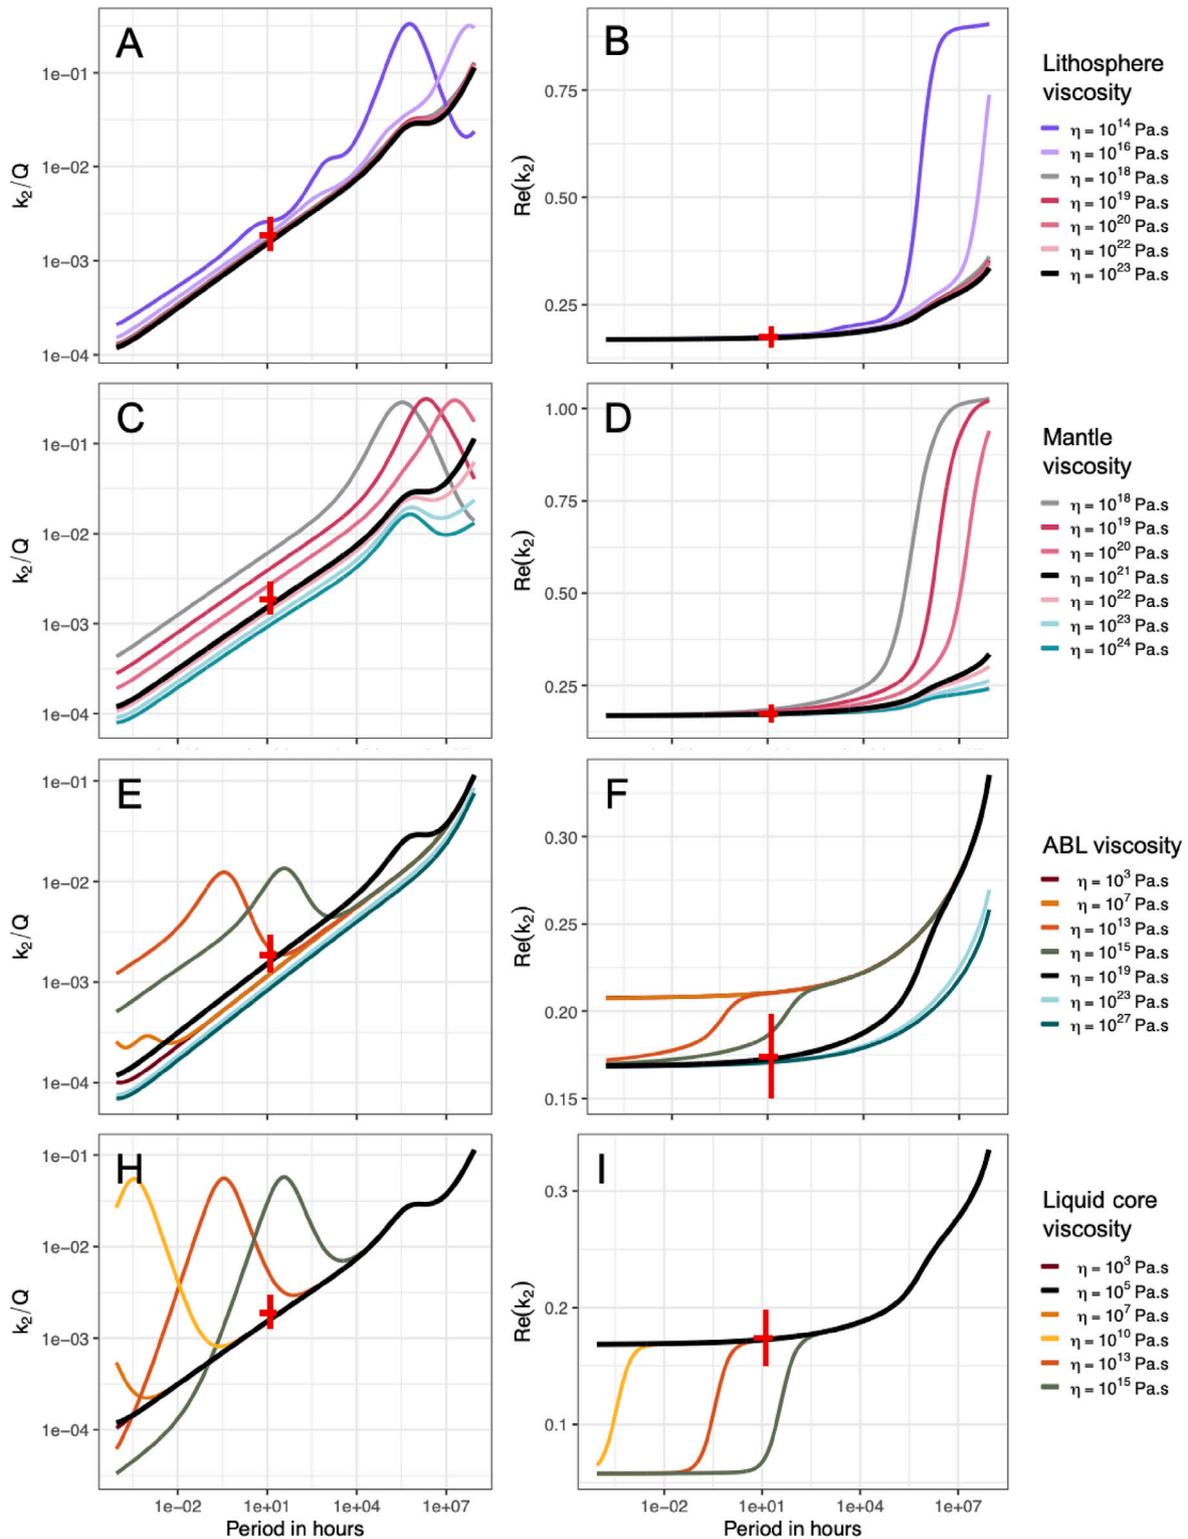 A
B
k₂/Q
1e−01
1e−02
1e−03
1e−04
Re(k₂)
0.75
0.50
0.25
Lithosphere
viscosity
η = 10¹⁴ Pa.s
η = 10¹⁶ Pa.s
η = 10¹⁸ Pa.s
η = 10¹⁹ Pa.s
η = 10²⁰ Pa.s
η = 10²² Pa.s
η = 10²³ Pa.s
C
D
k₂/Q
1e−01
1e−02
1e−03
1e−04
Re(k₂)
1.00
0.75
0.50
0.25
Mantle
viscosity
η = 10¹⁸ Pa.s
η = 10¹⁹ Pa.s
η = 10²⁰ Pa.s
η = 10²¹ Pa.s
η = 10²² Pa.s
η = 10²³ Pa.s
η = 10²⁴ Pa.s
E
F
k₂/Q
1e−01
1e−02
1e−03
1e−04
Re(k₂)
0.30
0.25
0.20
0.15
ABL viscosity
η = 10³ Pa.s
η = 10⁷ Pa.s
η = 10¹³ Pa.s
η = 10¹⁵ Pa.s
η = 10¹⁹ Pa.s
η = 10²³ Pa.s
η = 10²⁷ Pa.s
H
I
k₂/Q
1e−01
1e−02
1e−03
1e−04
Re(k₂)
0.3
0.2
0.1
Liquid core
viscosity
η = 10³ Pa.s
η = 10⁵ Pa.s
η = 10⁷ Pa.s
η = 10¹⁰ Pa.s
η = 10¹³ Pa.s
η = 10¹⁵ Pa.s
1e−02 1e+01 1e+04 1e+07
Period in hours
1e−02 1e+01 1e+04 1e+07
Period in hours